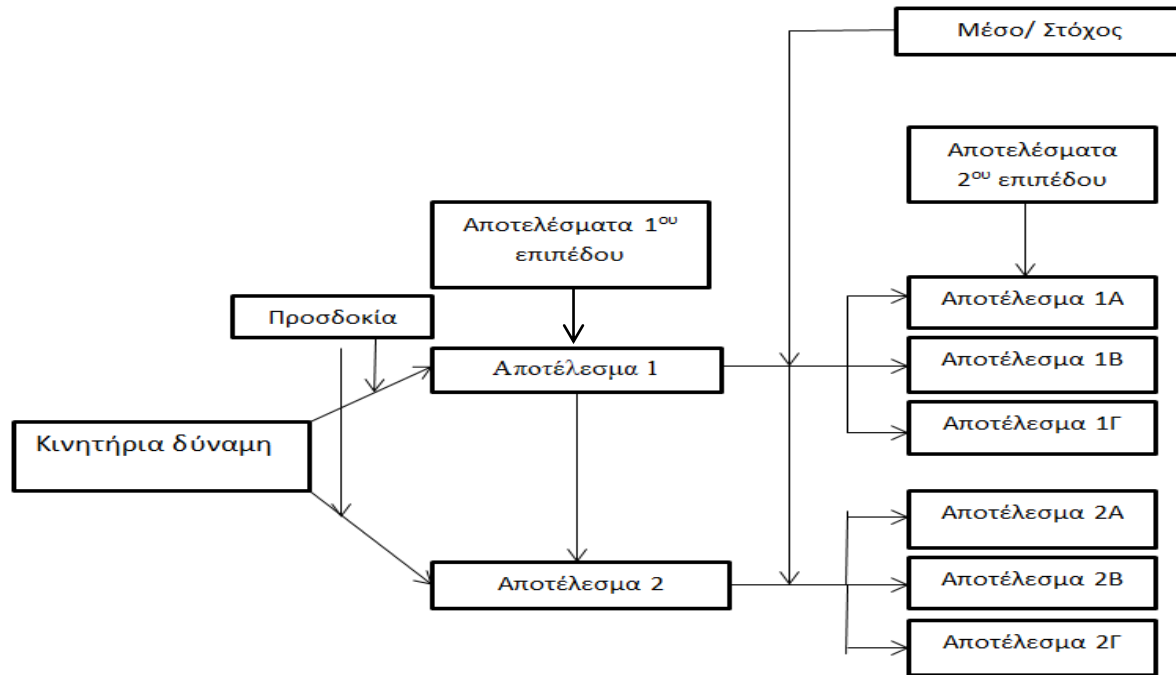 Μέσο/ Στόχος
Αποτελέσματα
2ου επιπέδου
Αποτελέσματα 1ου
επιπέδου
Προσδοκία
Κινητήρια δύναμη
Αποτέλεσμα 1
Αποτέλεσμα 2
Αποτέλεσμα 1Α
Αποτέλεσμα 1Β
Αποτέλεσμα 1Γ
Αποτέλεσμα 2Α
Αποτέλεσμα 2Β
Αποτέλεσμα 2Γ